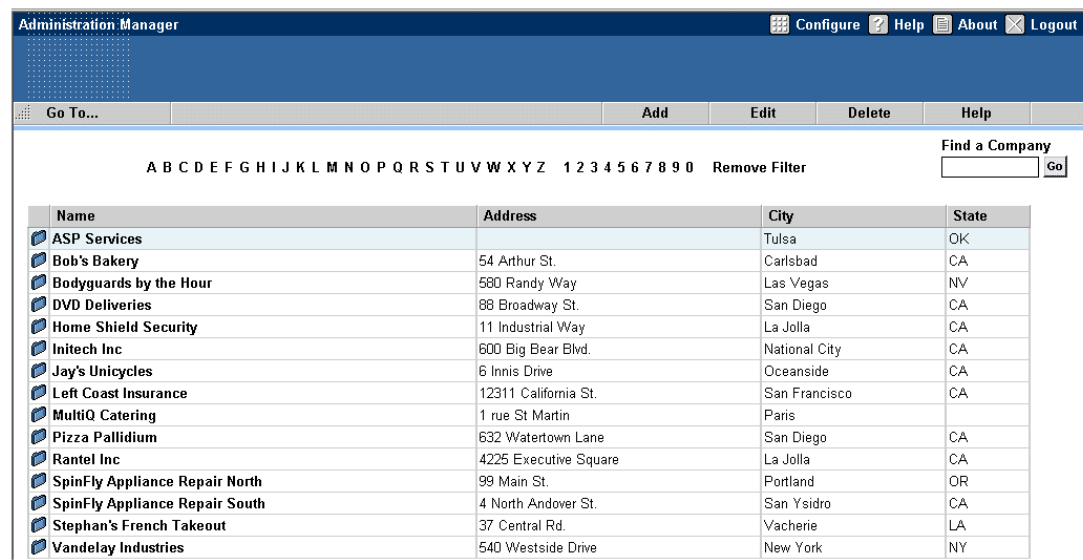 Administration Manager Configure ? Help About Logout
Go To... Add Edit Delete Help
Find a Company
A B C D E F G H I J K L M N O P Q R S T U V W X Y Z 1 2 3 4 5 6 7 8 9 0 Remove Filter Go
Name Address City State
ASP Services Tulsa OK
Bob's Bakery 54 Arthur St. Carlsbad CA
Bodyguards by the Hour 580 Randy Way Las Vegas NV
DVD Deliveries 88 Broadway St. San Diego CA
Home Shield Security 11 Industrial Way La Jolla CA
Initech Inc 600 Big Bear Blvd. National City CA
Jay's Unicycles 6 Innis Drive Oceanside CA
Left Coast Insurance 12311 California St. San Francisco CA
MultiQ Catering 1 rue St Martin Paris
Pizza Pallidium 632 Watertown Lane San Diego CA
Rantel Inc 4225 Executive Square La Jolla CA
SpinFly Appliance Repair North 99 Main St. Portland OR
SpinFly Appliance Repair South 4 North Andover St. San Ysidro CA
Stephan's French Takeout 37 Central Rd. Vacherie LA
Vandelay Industries 540 Westside Drive New York NY